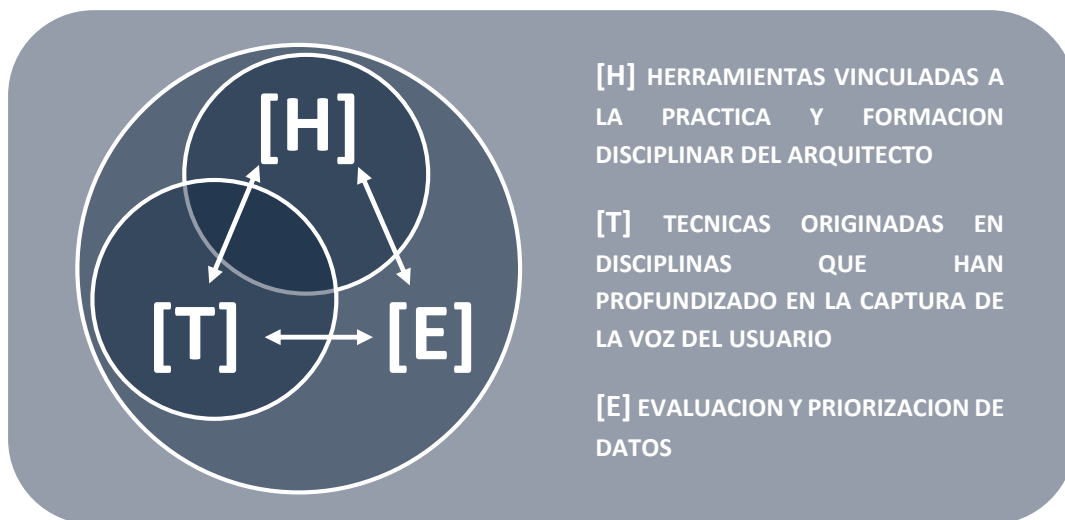 [H]
[T]
[E]
[H] HERRAMIENTAS VINCULADAS A
LA PRACTICA Y FORMACION
DISCIPLINAR DEL ARQUITECTO
[T] TECNICAS ORIGINADAS EN
DISCIPLINAS QUE HAN
PROFUNDIZADO EN LA CAPTURA DE
LA VOZ DEL USUARIO
[E] EVALUACION Y PRIORIZACION DE
DATOS